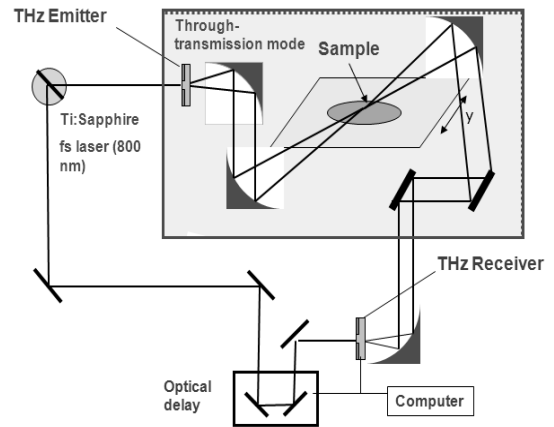 THz Emitter
Through-
transmission mode
Sample
y
Ti:Sapphire
fs laser (800
nm)
THz Receiver
Optical
delay
Computer